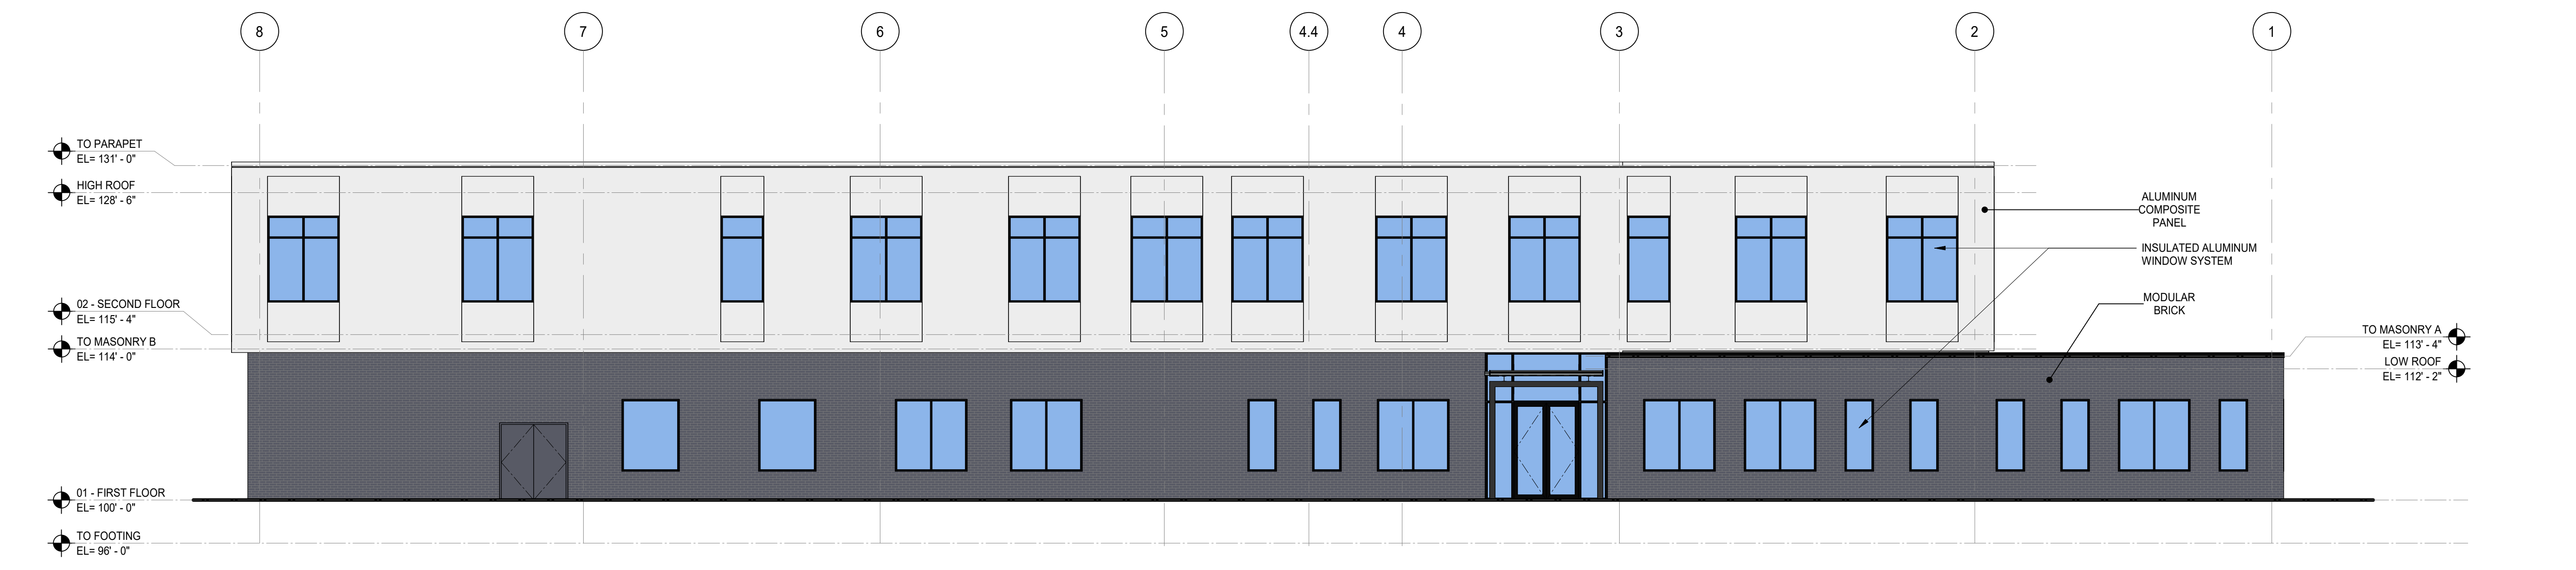 8 7 6 5 4.4 4 3 2 1
TO PARAPET
EL= 131' - 0"
HIGH ROOF
EL= 128' - 6"
ALUMINUM
COMPOSITE
PANEL
INSULATED ALUMINUM
WINDOW SYSTEM
MODULAR
BRICK
02 - SECOND FLOOR
EL= 115' - 4"
TO MASONRY B
EL= 114' - 0"
TO MASONRY A
EL= 113' - 4"
LOW ROOF
EL= 112' - 2"
01 - FIRST FLOOR
EL= 100' - 0"
TO FOOTING
EL= 96' - 0"